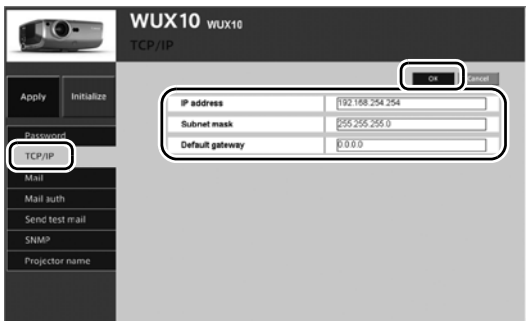 WUX10 WUX10
TCP/IP
OK Cancel
Apply Initialize
IP address 192.168.254.254
Subnet mask 255.255.255.0
Default gateway 0.0.0.0
Password
TCP/IP
Mail
Mail auth
Send test mail
SNMP
Projector name